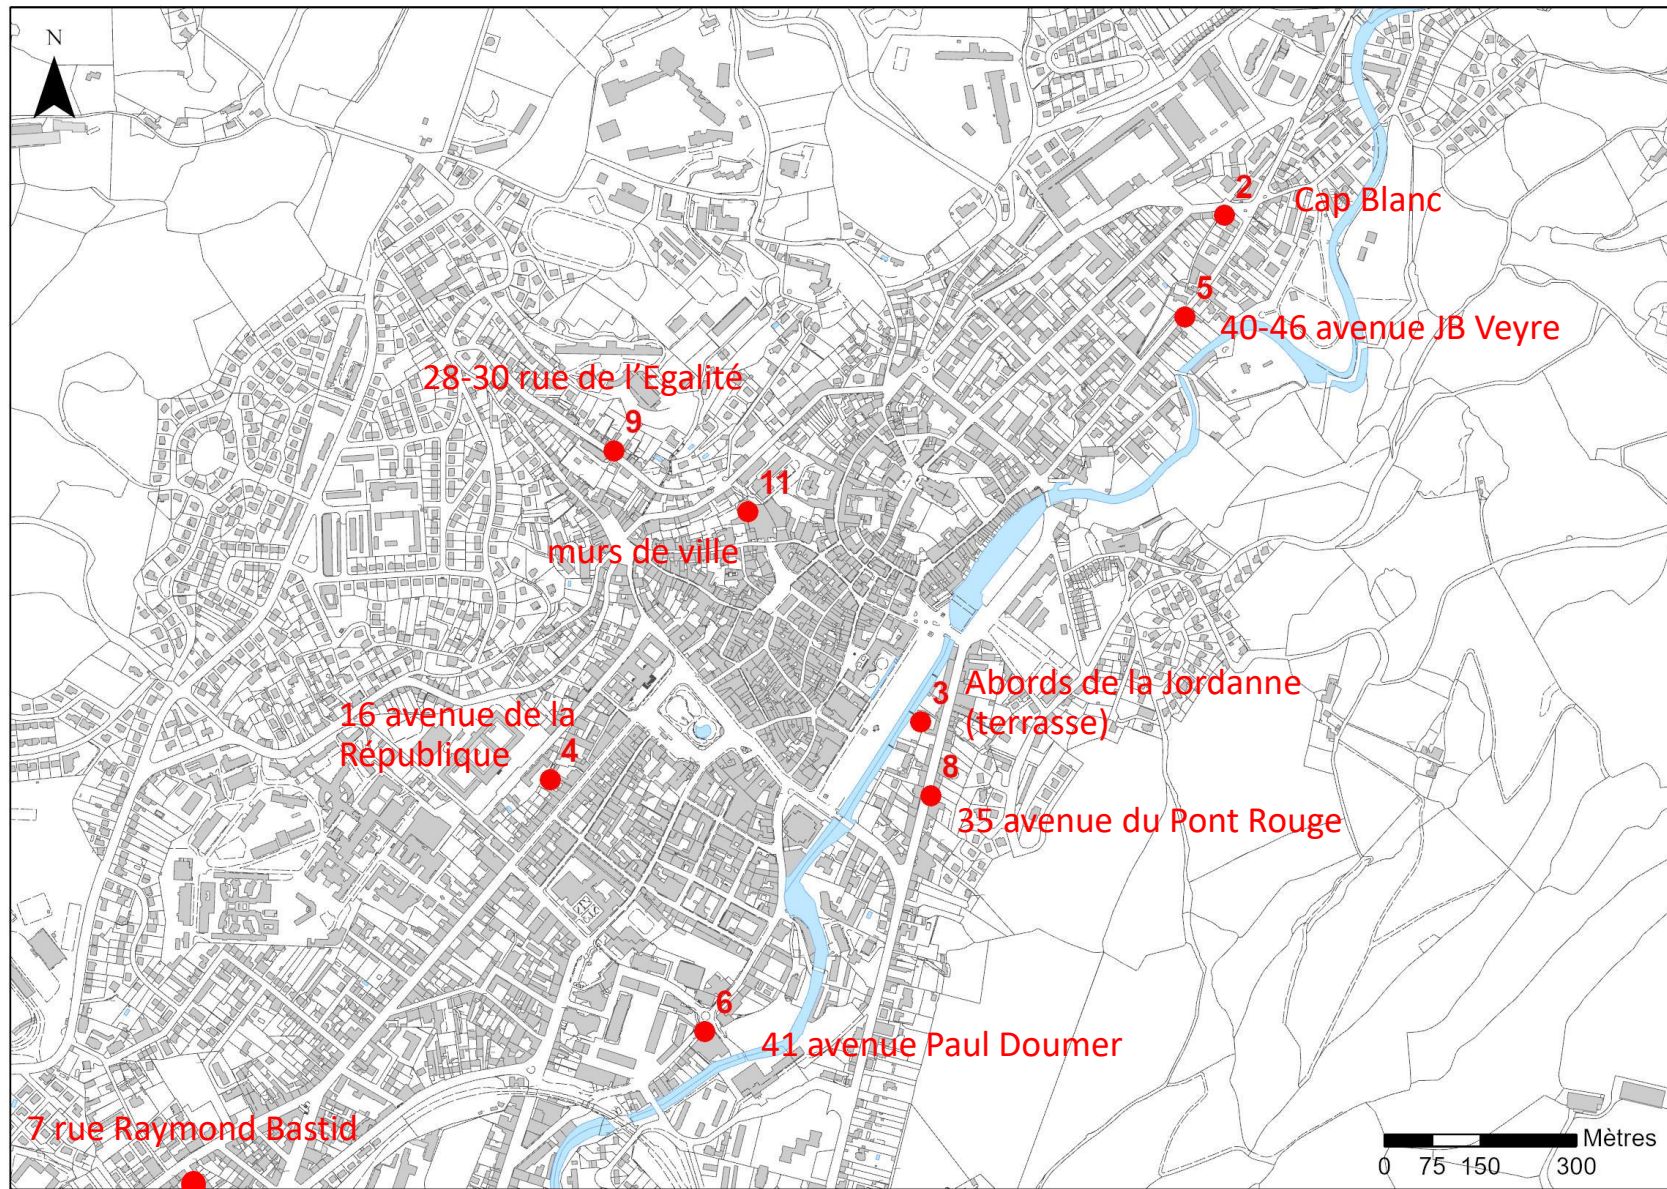 N
2
Cap Blanc
5
40-46 avenue JB Veyre
28-30 rue de l’Egalité
9
11
murs de ville
3
Abords de la Jordanne
(terrasse)
16 avenue de la
République
4
8
35 avenue du Pont Rouge
6
41 avenue Paul Doumer
7 rue Raymond Bastid
Mètres
0 75 150 300